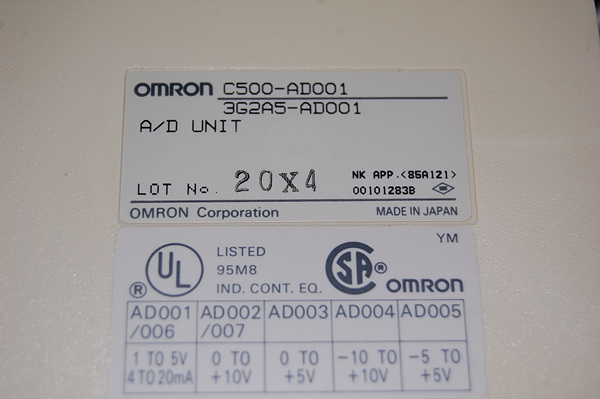 OMRON C500-AD001
3G2A5-AD001
A/D UNIT
LOT No. 20X4
NK APP.<85A121>
00101283B
OMRON Corporation MADE IN JAPAN
YM
UL LISTED
95M8
IND. CONT. EQ.
® SA ® OMRON
AD001 /006 AD002 /007 AD003 AD004 AD005
1 TO 5V 4 TO 20mA 0 TO +10V 0 TO +5V −10 TO +10V −5 TO +5V